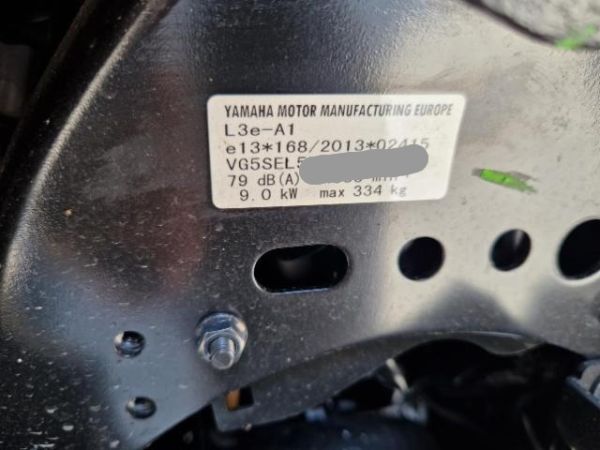 YAMAHA MOTOR MANUFACTURING EUROPE
L3e-A1
e13*168/2013*02415
VG5SEL5
79 dB(A)
9.0 kW max 334 kg